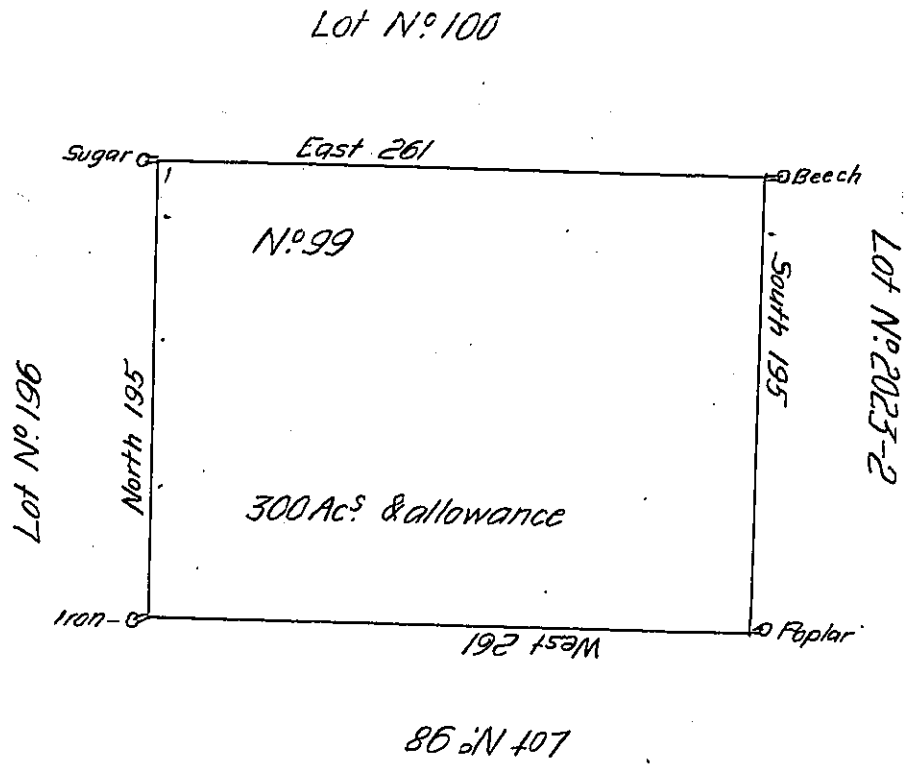 Lot Nº 100
Sugar
East 261
Beech
1
Nº 99
South 195
Lot Nº 2023-2
Lot Nº 196
North 195
300 Acs & allowance
Iron
West 261
Poplar
Lot Nº 98